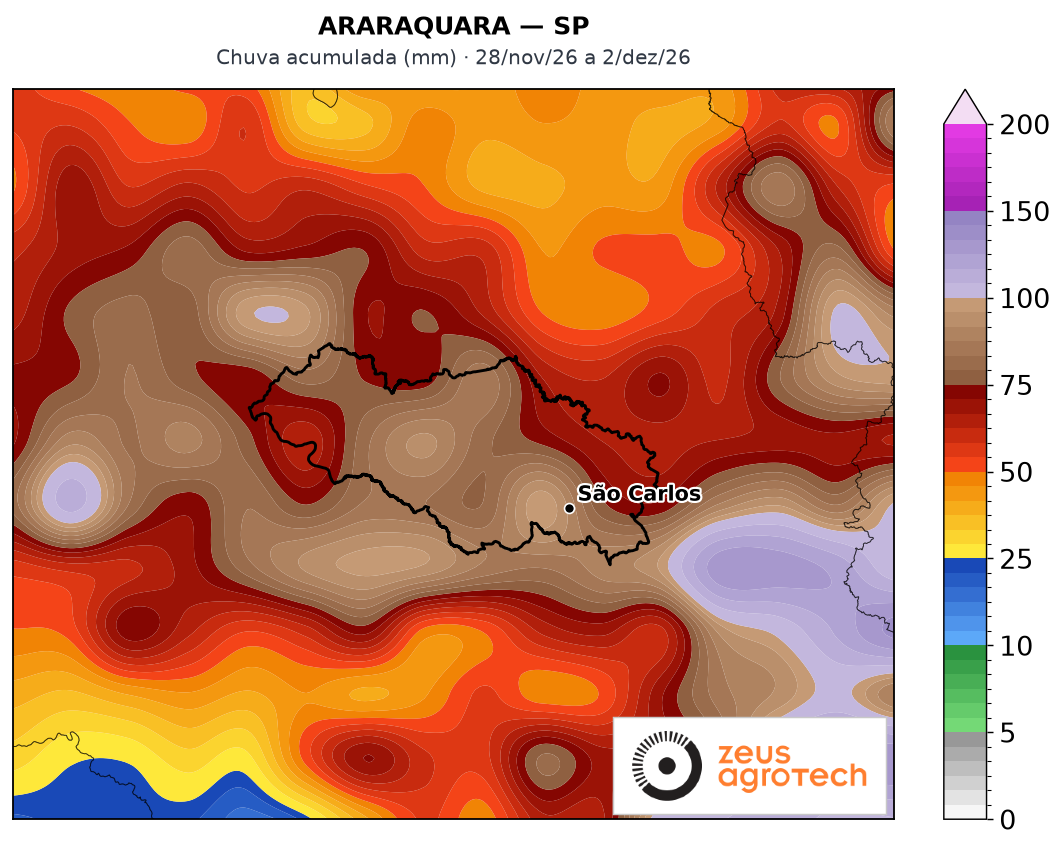 ARARAQUARA — SP
Chuva acumulada (mm) · 28/nov/26 a 2/dez/26
200
150
100
75
50
25
10
5
0
São Carlos
zeus
agrotech